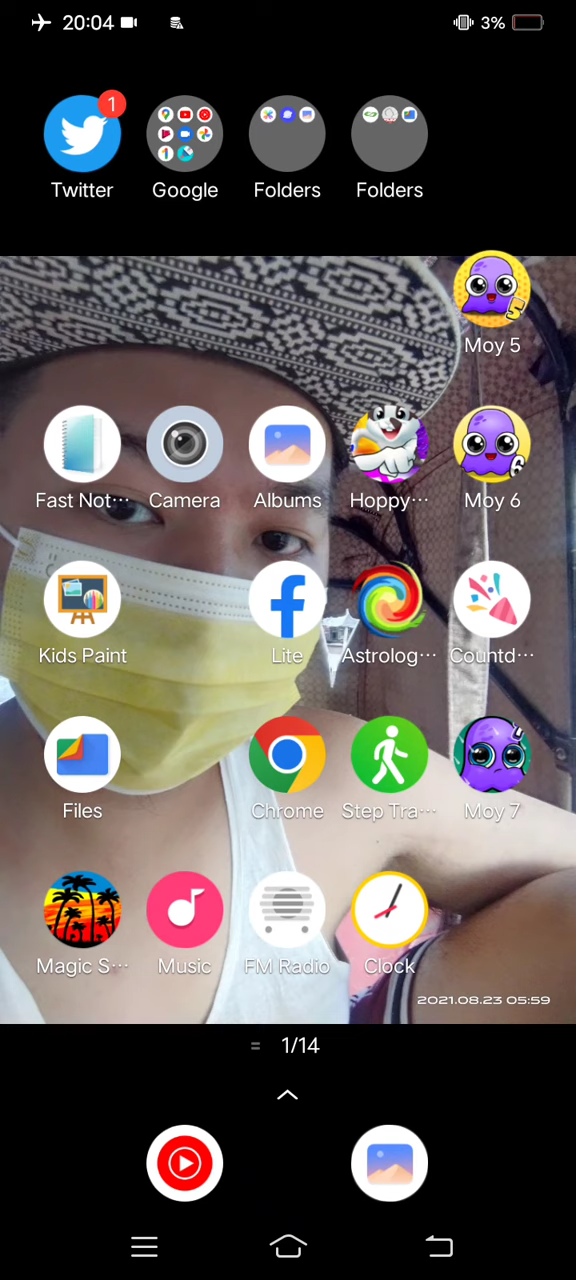 20:04
3%
1
Twitter
Google
Folders
Folders
5
Moy 5
Fast Not···
Camera
Albums
Hoppy···
6
Moy 6
Kids Paint
Lite
Astrolog···
Countd···
Files
Chrome
Step Tra···
Moy 7
Magic S···
Music
FM Radio
Clock
2021.08.23 05:59
1/14